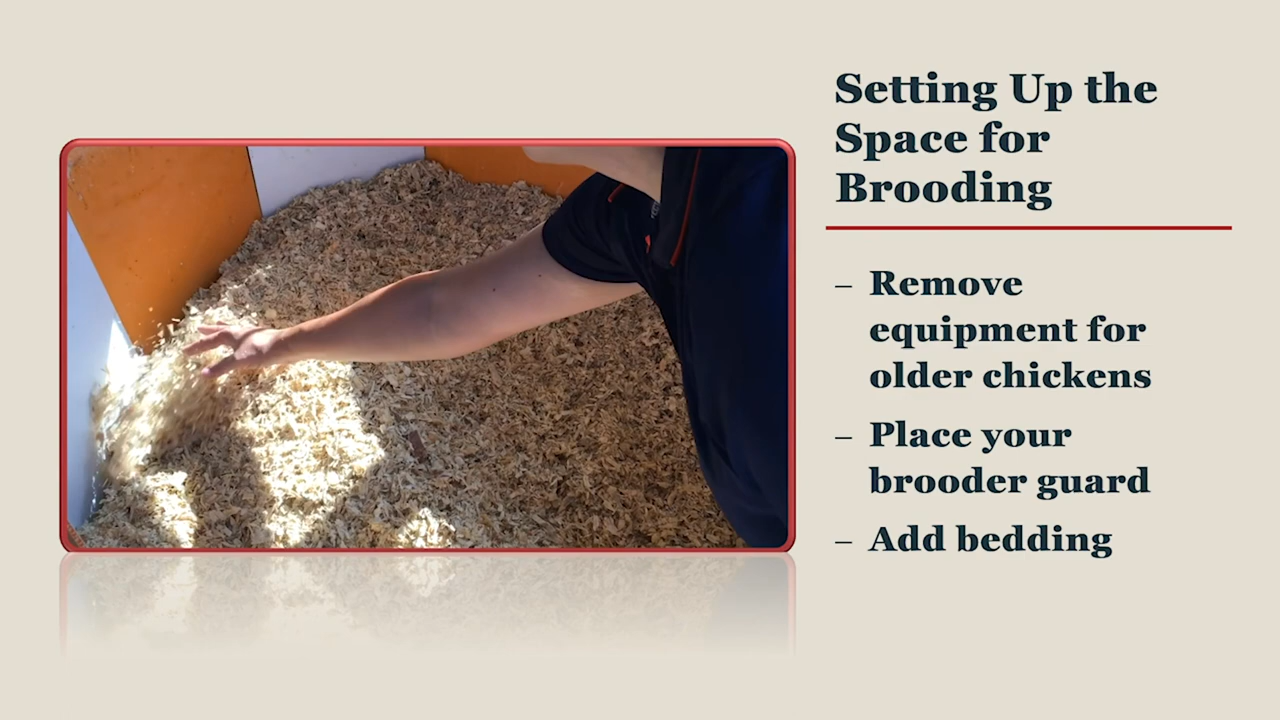 Setting Up the
Space for
Brooding
– Remove
equipment for
older chickens
– Place your
brooder guard
– Add bedding